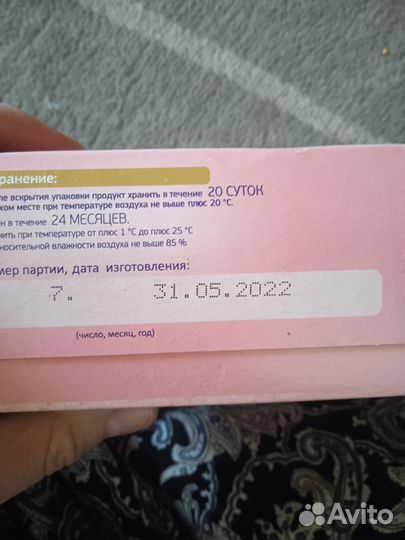 ранение:
ле вскрытия упаковки продукт хранить в течение 20 СУТОК
хом месте при температуре воздуха не выше плюс 20 °С.
ен в течение 24 МЕСЯЦЕВ.
нить при температуре от плюс 1 °С до плюс 25 °С
носительной влажности воздуха не выше 85 %.
мер партии, дата изготовления:
7. 31.05.2022
(число, месяц, год)
Avito